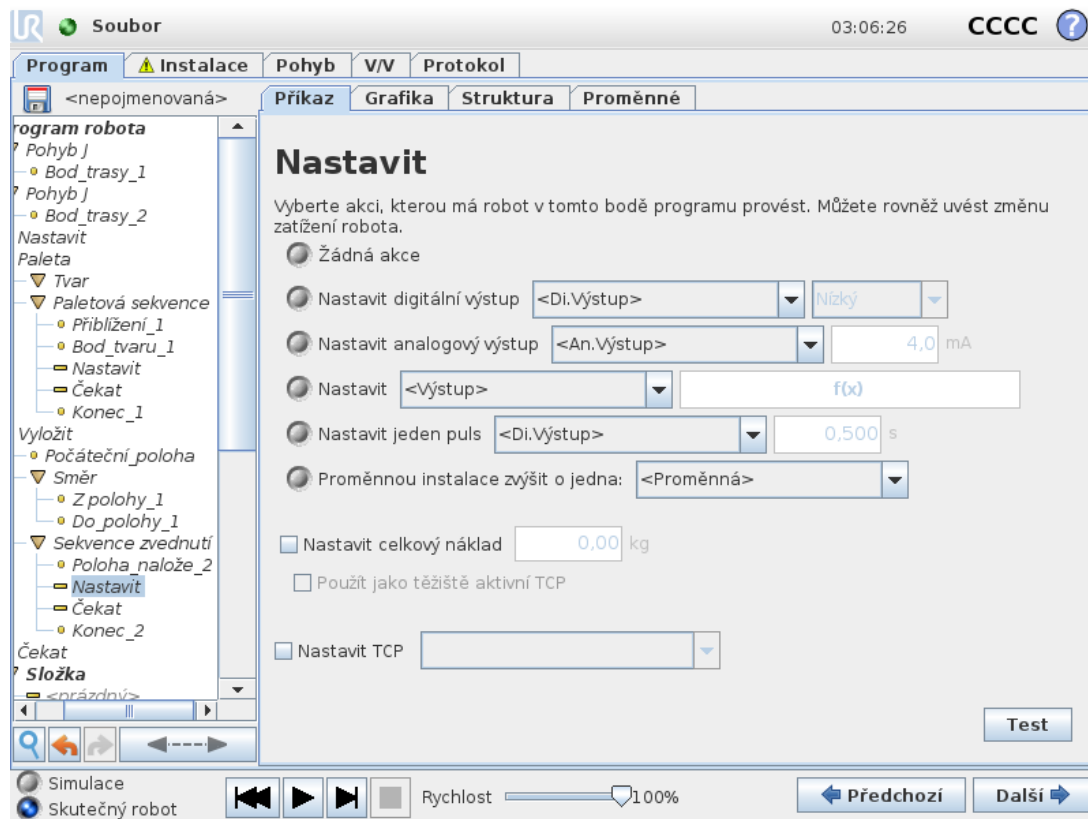 UR Soubor 03:06:26 CCCC ?
Program Instalace Pohyb V/V Protokol
<nepojmenovaná>
Příkaz Grafika Struktura Proměnné
rogram robota
Pohyb J
Bod_trasy_1
Pohyb J
Bod_trasy_2
Nastavit
Paleta
Tvar
Paletová sekvence
Přiblížení_1
Bod_tvaru_1
Nastavit
Čekat
Konec_1
Vyložit
Počáteční_poloha
Směr
Z polohy_1
Do_polohy_1
Sekvence zvednutí
Poloha_nalože_2
Nastavit
Čekat
Konec_2
Čekat
Složka
<prázdný>
Nastavit
Vyberte akci, kterou má robot v tomto bodě programu provést. Můžete rovněž uvést změnu
zatížení robota.
Žádná akce
Nastavit digitální výstup <Di.Výstup> Nízký
Nastavit analogový výstup <An.Výstup> 4,0 mA
Nastavit <Výstup> f(x)
Nastavit jeden puls <Di.Výstup> 0,500 s
Proměnnou instalace zvýšit o jedna: <Proměnná>
Nastavit celkový náklad 0,00 kg
Použít jako těžiště aktivní TCP
Nastavit TCP
Test
Simulace
Skutečný robot
Rychlost 100%
Předchozí Další